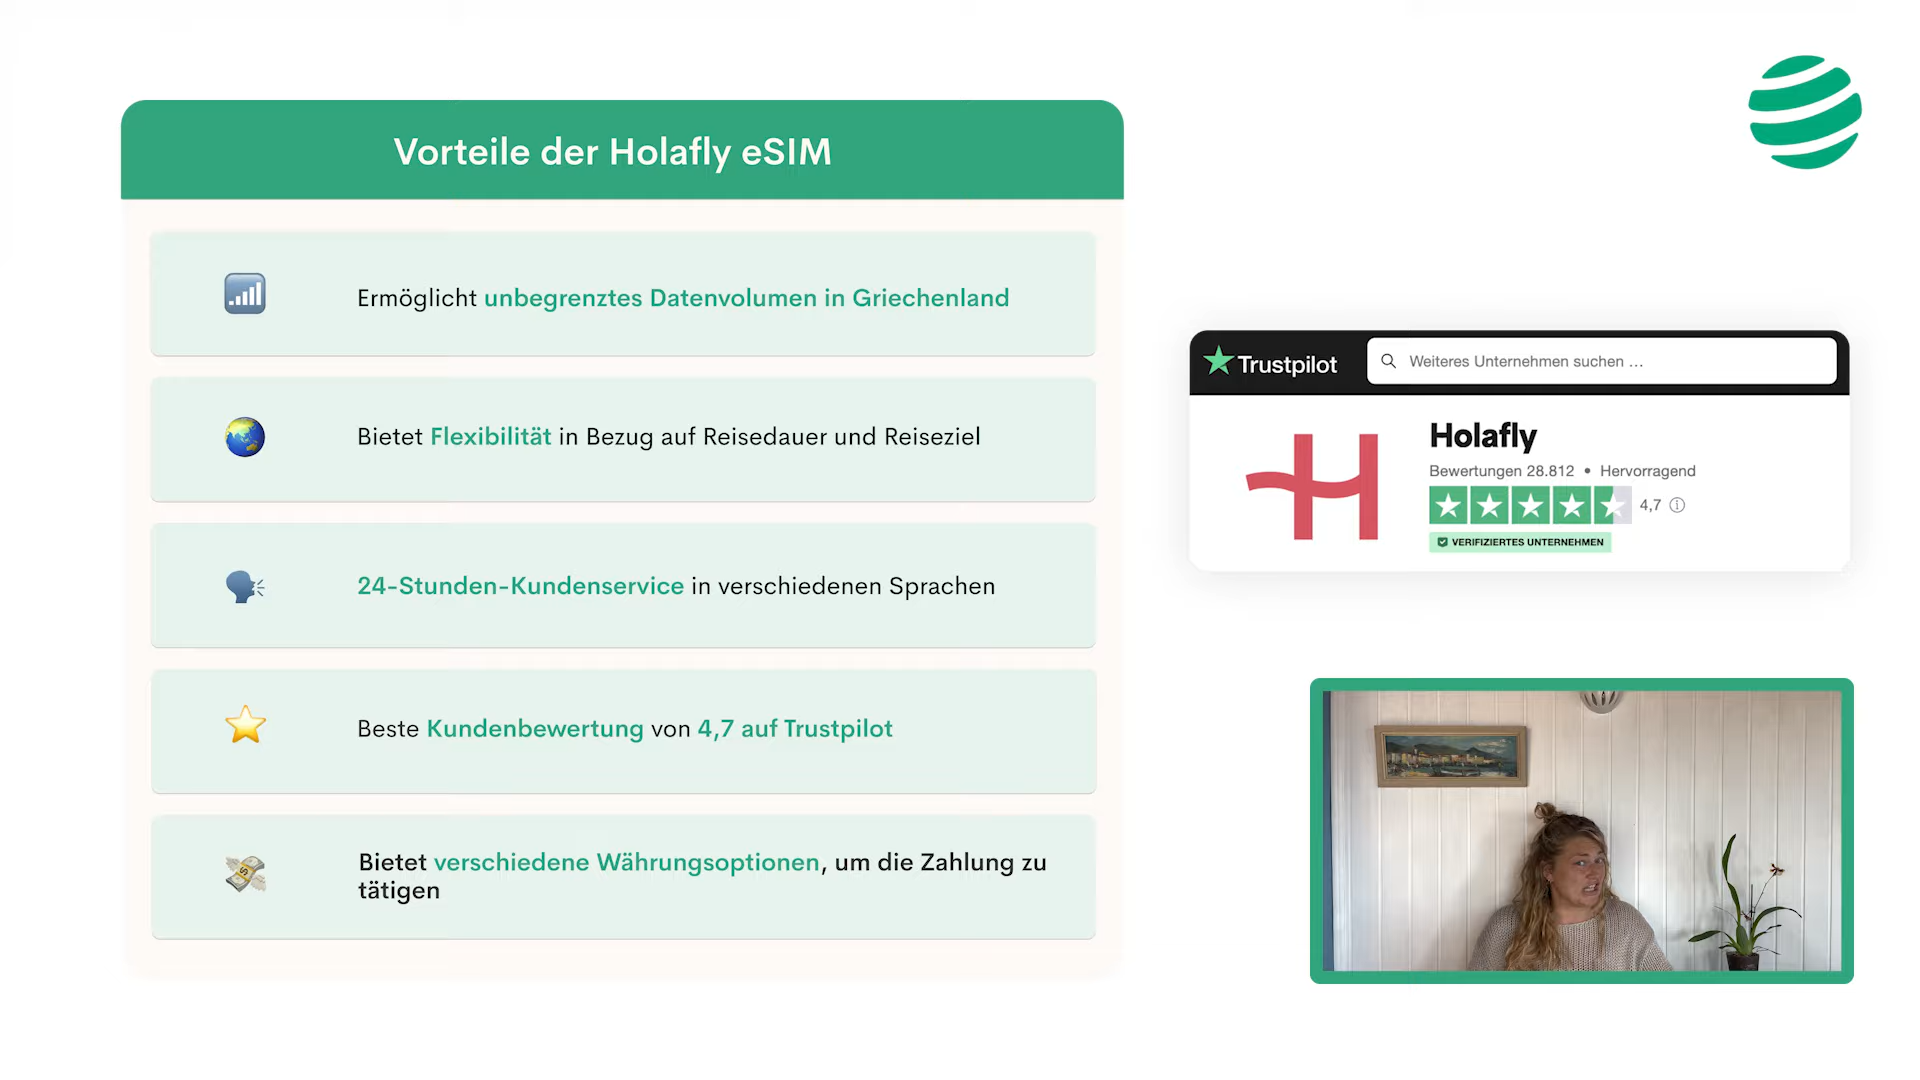 Vorteile der Holafly eSIM
Ermöglicht unbegrenztes Datenvolumen in Griechenland
Bietet Flexibilität in Bezug auf Reisedauer und Reiseziel
24-Stunden-Kundenservice in verschiedenen Sprachen
Beste Kundenbewertung von 4,7 auf Trustpilot
Bietet verschiedene Währungsoptionen, um die Zahlung zu
tätigen
Trustpilot
Weiteres Unternehmen suchen ...
Holafly
Bewertungen 28.812 • Hervorragend
4,7
VERIFIZIERTES UNTERNEHMEN